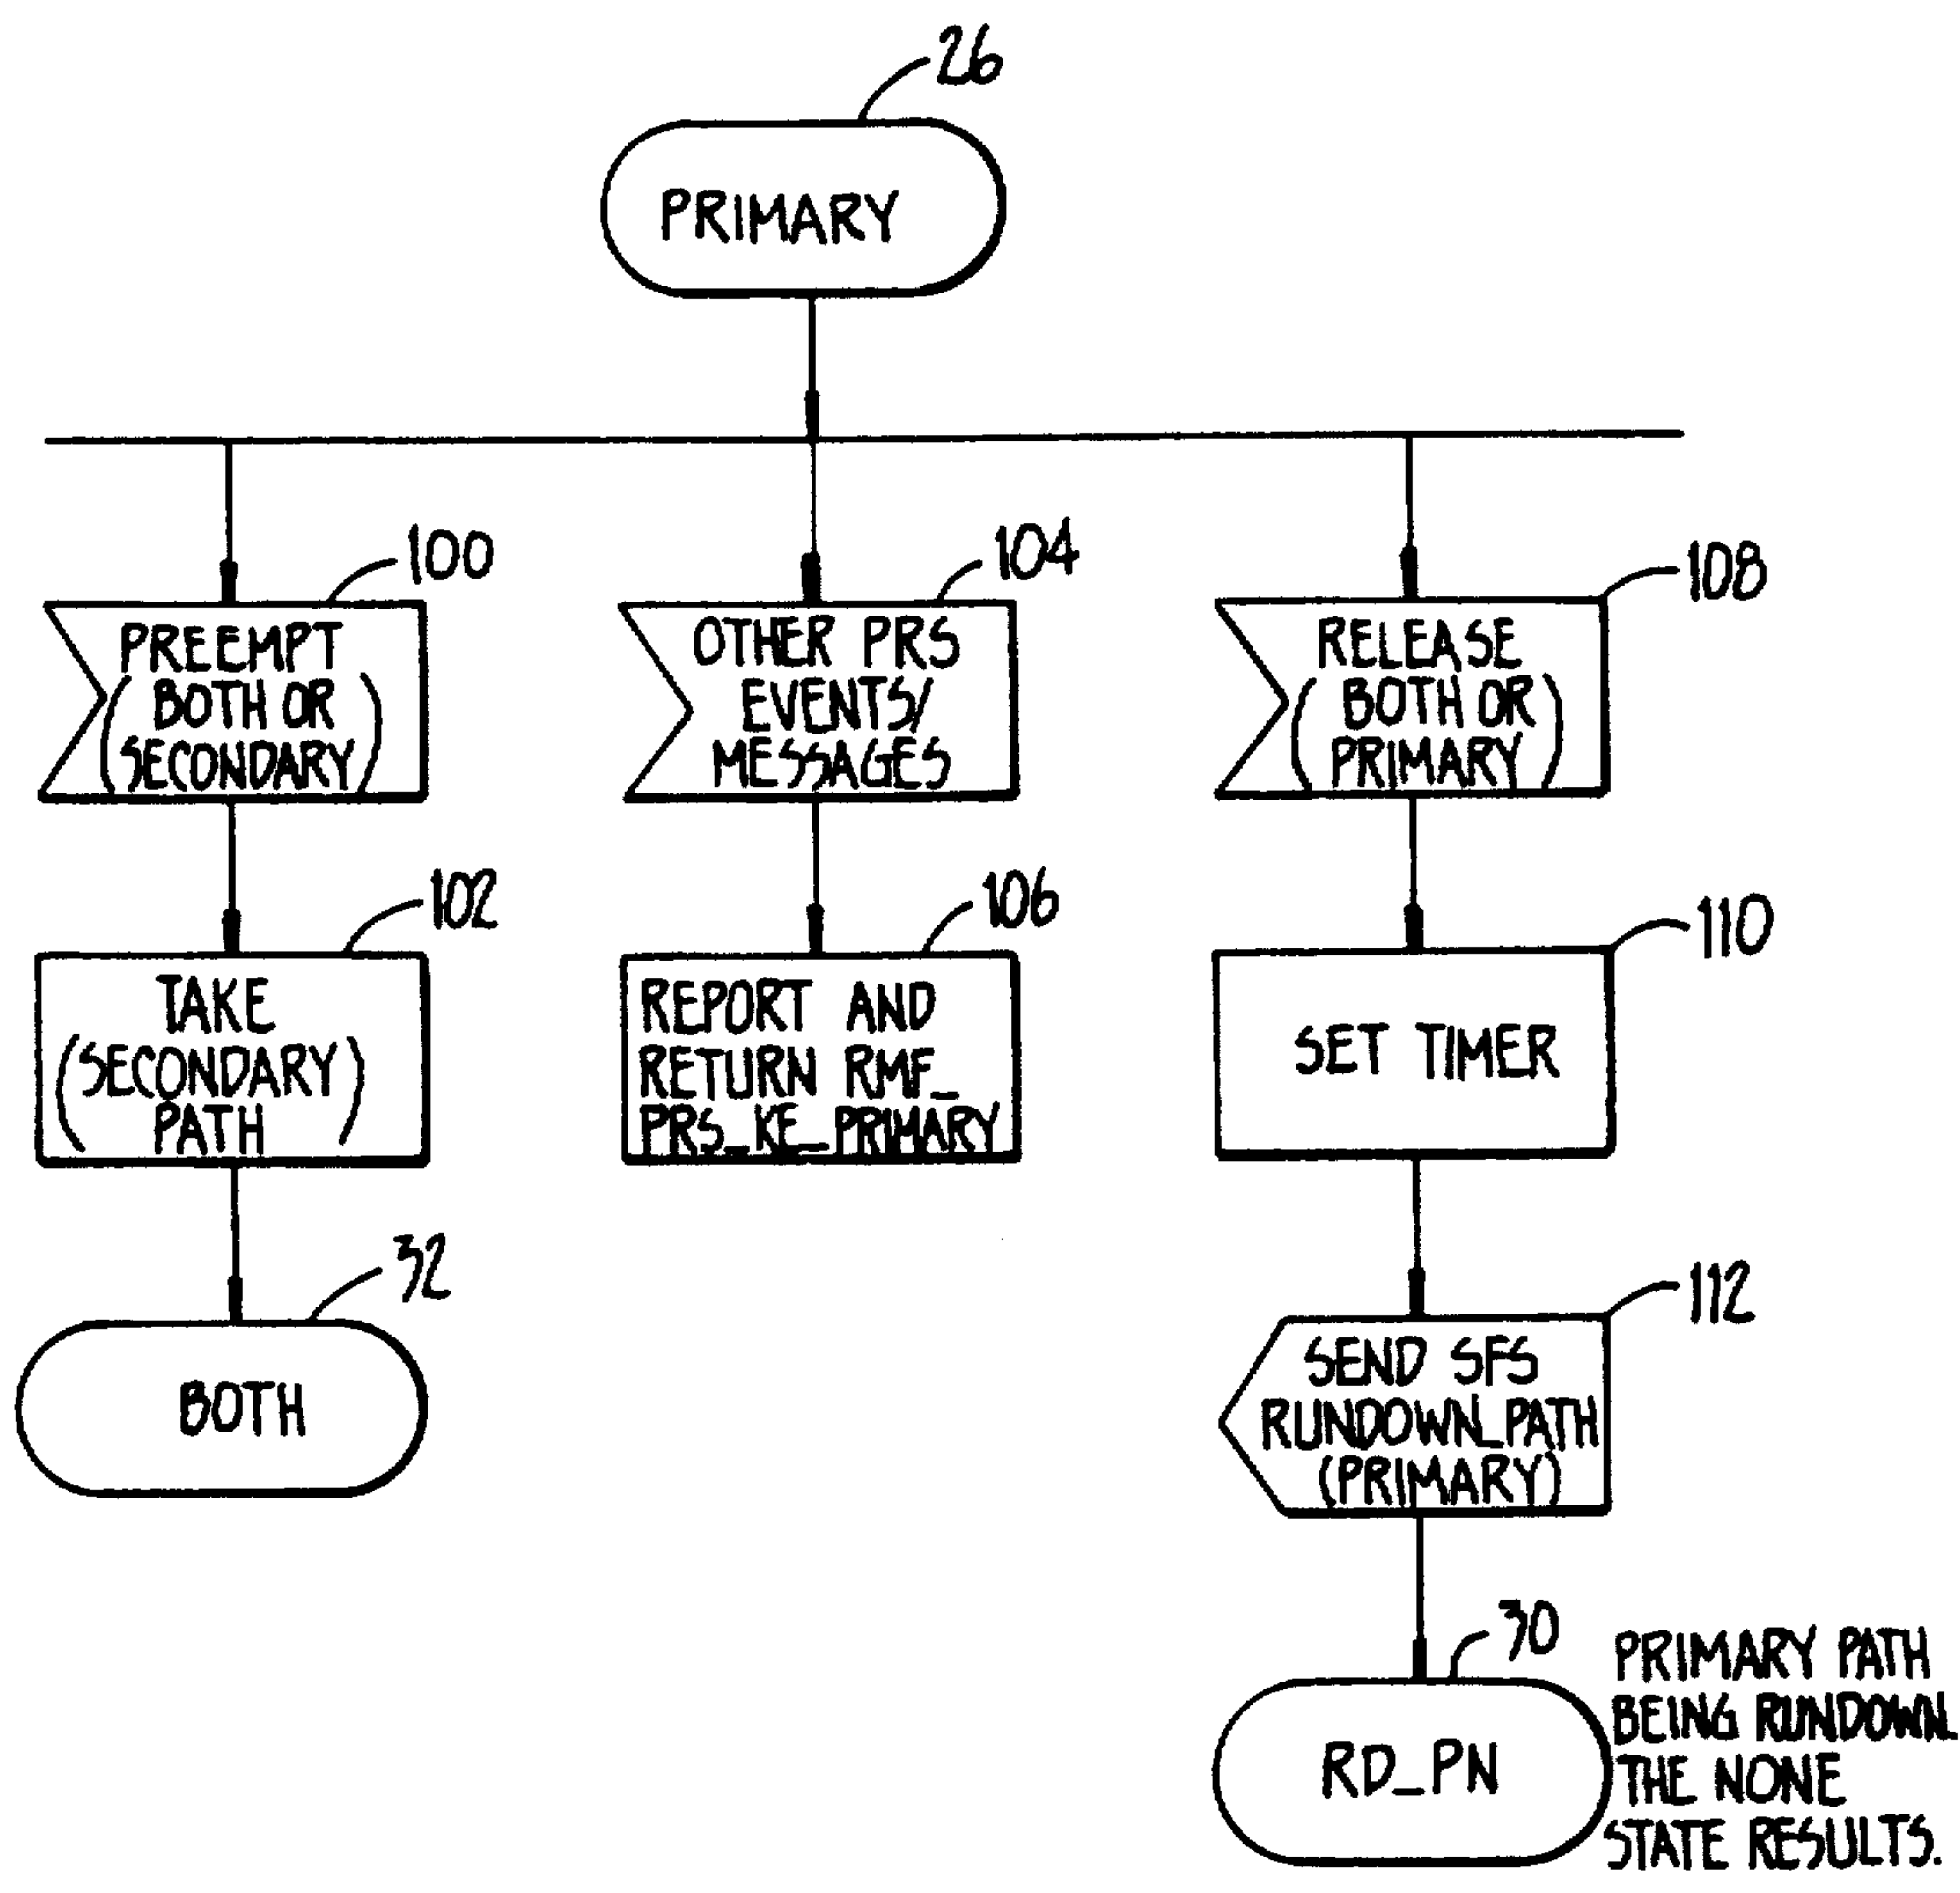 26
PRIMARY
100
PREEMPT
( BOTH OR
SECONDARY )
104
OTHER PRS
EVENTS/
MESSAGES
108
RELEASE
( BOTH OR
PRIMARY )
102
TAKE
( SECONDARY
PATH )
106
REPORT AND
RETURN RMF_
PRS_KE_PRIMARY
110
SET TIMER
32
BOTH
112
SEND SFS
RUNDOWN_PATH
(PRIMARY)
30
RD_PN
PRIMARY PATH
BEING RUNDOWN.
THE NONE
STATE RESULTS.